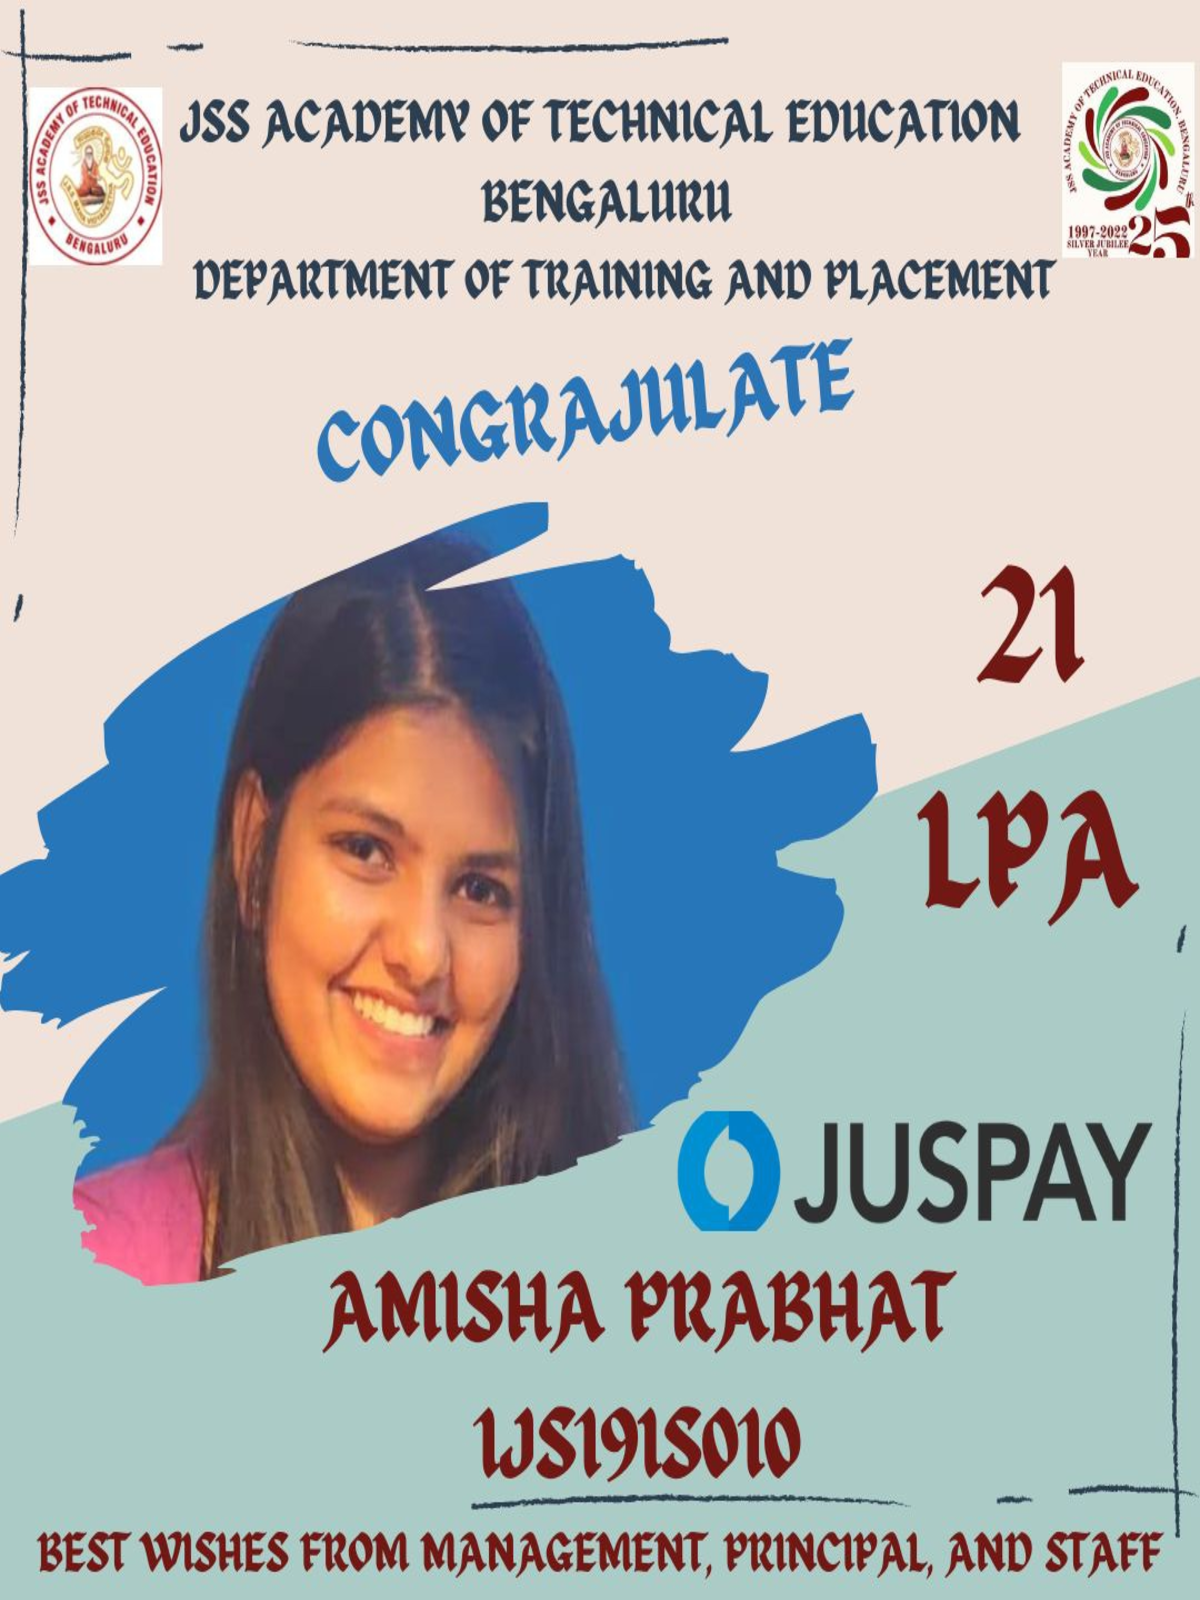 JSS ACADEMY OF TECHNICAL EDUCATION
BENGALURU
DEPARTMENT OF TRAINING AND PLACEMENT
JSS ACADEMY OF TECHNICAL EDUCATION
BENGALURU
JSS ACADEMY OF TECHNICAL EDUCATION, BENGALURU
1997-2022
SILVER JUBILEE
YEAR
25th
CONGRAJULATE
21
LPA
JUSPAY
AMISHA PRABHAT
1JS19IS010
BEST WISHES FROM MANAGEMENT, PRINCIPAL, AND STAFF